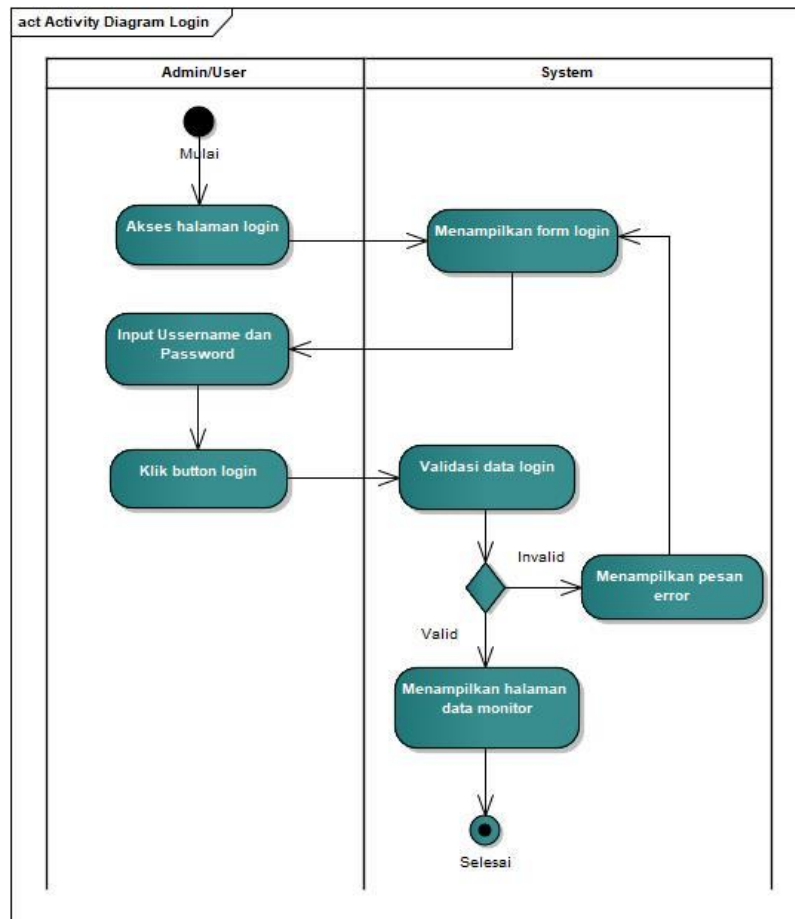 act Activity Diagram Login
Admin/User
System
Mulai
Akses halaman login
Menampilkan form login
Input Ussername dan
Password
Klik button login
Validasi data login
Invalid
Menampilkan pesan
error
Valid
Menampilkan halaman
data monitor
Selesai